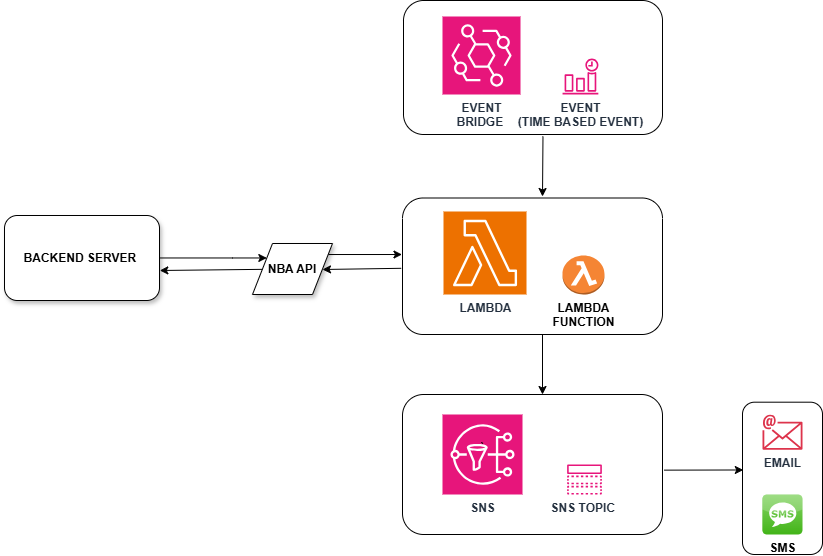 EVENT
BRIDGE
EVENT
(TIME BASED EVENT)
BACKEND SERVER
NBA API
LAMBDA
LAMBDA
FUNCTION
SNS
SNS TOPIC
@
EMAIL
SMS
SMS